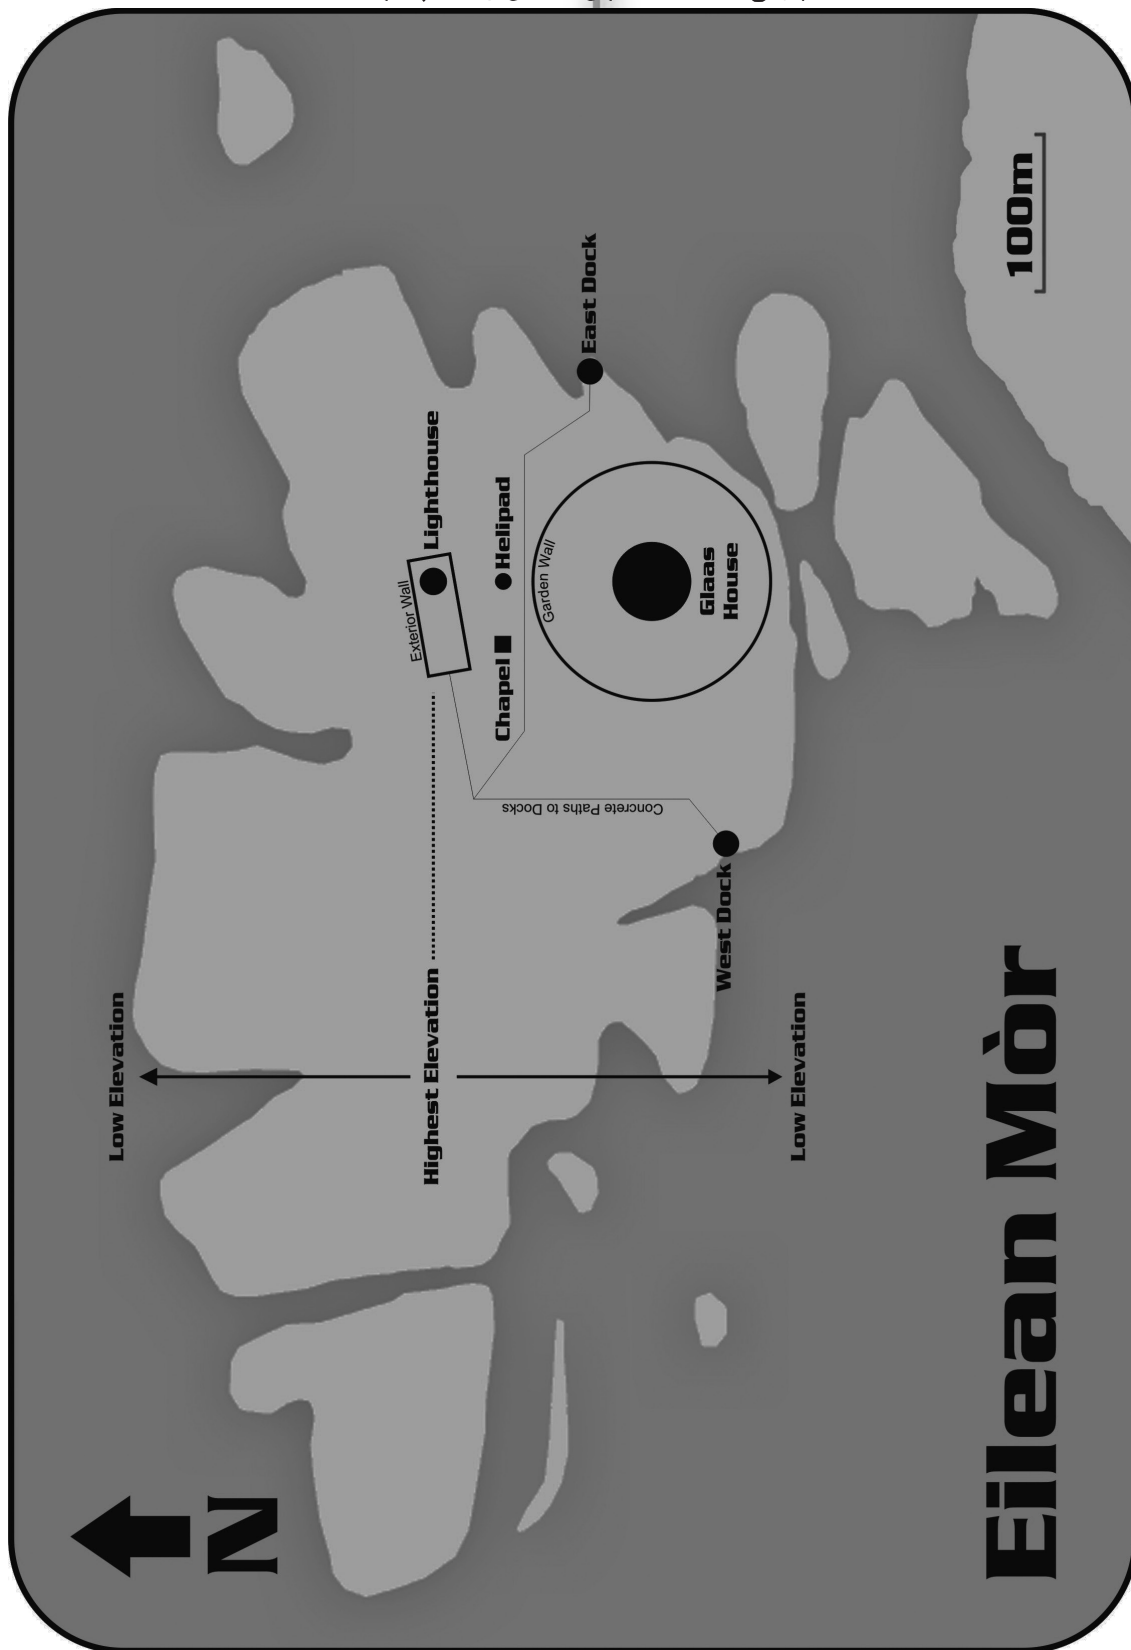 Eilean Mòr
N
100m
Low Elevation
Highest Elevation
Low Elevation
Exterior Wall
Lighthouse
Chapel
Helipad
East Dock
Garden Wall
Glaas
House
Concrete Paths to Docks
West Dock